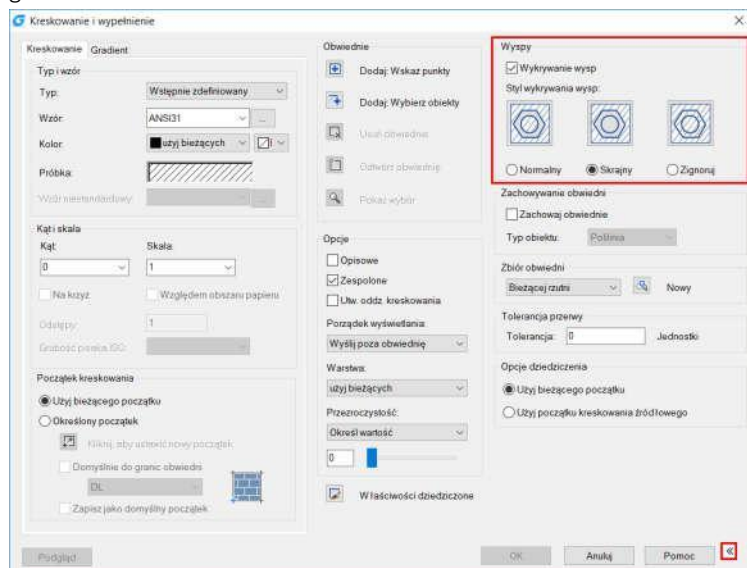 Kreskowanie i wypełnienie
Kreskowanie Gradient
Typ i wzór
Typ: Wstępnie zdefiniowany
Wzór: ANSI31 ...
Kolor użyj bieżących
Próbka:
Wzór niestandardowy: ...
Kąt i skala
Kąt: Skala:
0 1
Na krzyż Względem obszaru papieru
Odstępy: 1
Grubość pisaka ISO:
Początek kreskowania
Użyj bieżącego początku
Określony początek
Kliknij, aby ustawić nowy początek
Domyślnie do granic obwiedni
DL
Zapisz jako domyślny początek
Podgląd
Obwiednie
Dodaj: Wskaż punkty
Dodaj: Wybierz obiekty
Usuń obwiednie
Odtwórz obwiednię
Pokaż wybór
Opcje
Opisowe
Zespolone
Utw. oddz. kreskowania
Porządek wyświetlania:
Wyślij poza obwiednię
Warstwa:
użyj bieżących
Przezroczystość:
Określ wartość
0
Właściwości dziedziczone
Wyspy
Wykrywanie wysp
Styl wykrywania wysp:
Normalny Skrajny Zignoruj
Zachowywanie obwiedni
Zachowaj obwiednie
Typ obiektu: Polilinia
Zbiór obwiedni
Bieżącej rzutni Nowy
Tolerancja przerwy
Tolerancja: 0 Jednostki
Opcje dziedziczenia
Użyj bieżącego początku
Użyj początku kreskowania źródłowego
OK Anuluj Pomoc